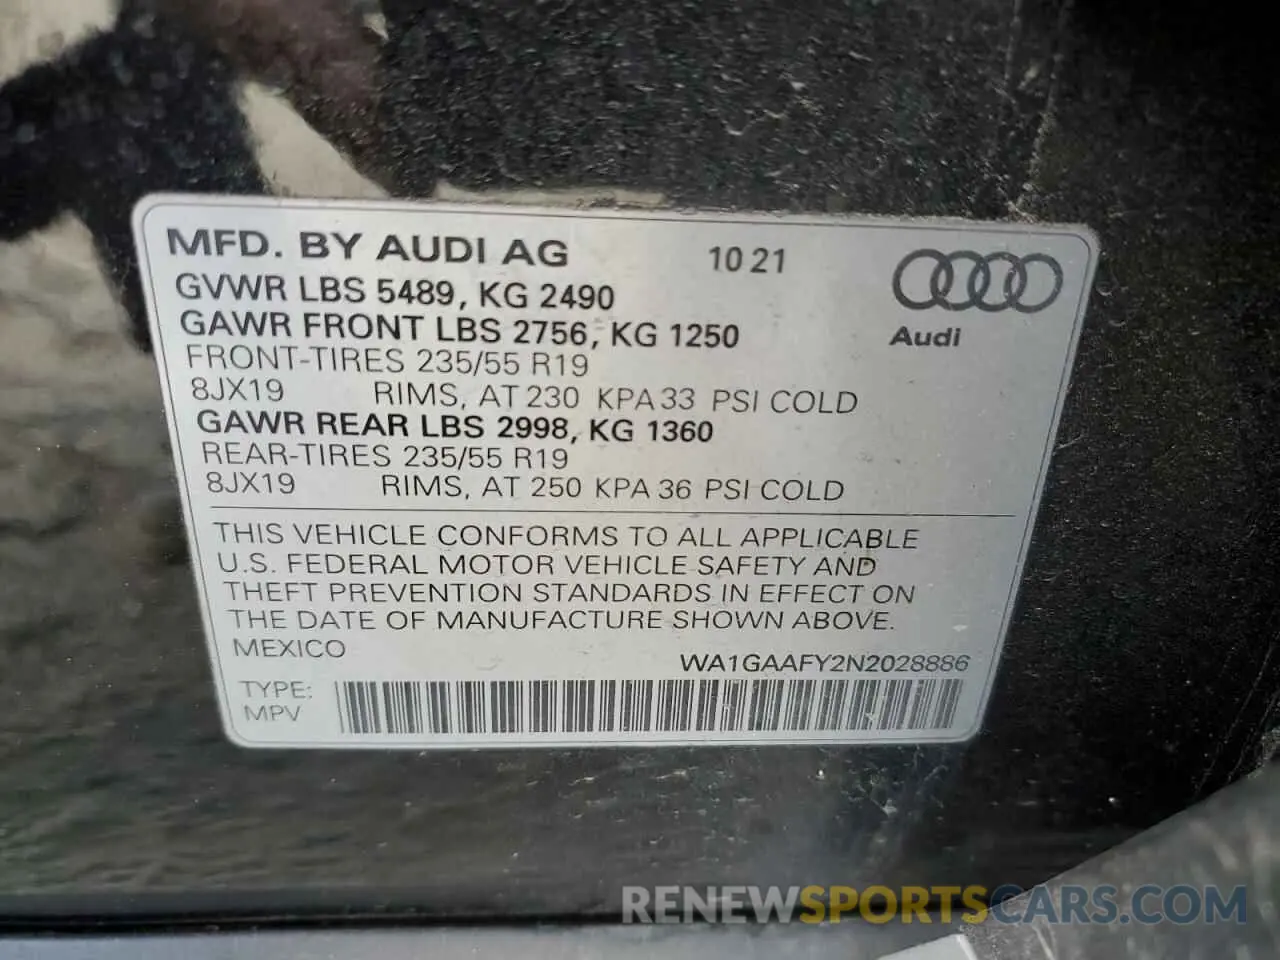 MFD. BY AUDI AG 10 21
GVWR LBS 5489, KG 2490
GAWR FRONT LBS 2756, KG 1250
Audi
FRONT-TIRES 235/55 R19
8JX19 RIMS, AT 230 KPA 33 PSI COLD
GAWR REAR LBS 2998, KG 1360
REAR-TIRES 235/55 R19
8JX19 RIMS, AT 250 KPA 36 PSI COLD
THIS VEHICLE CONFORMS TO ALL APPLICABLE
U.S. FEDERAL MOTOR VEHICLE SAFETY AND
THEFT PREVENTION STANDARDS IN EFFECT ON
THE DATE OF MANUFACTURE SHOWN ABOVE.
MEXICO
WA1GAAFY2N2028886
TYPE:
MPV
RENEWSPORTSCARS.COM